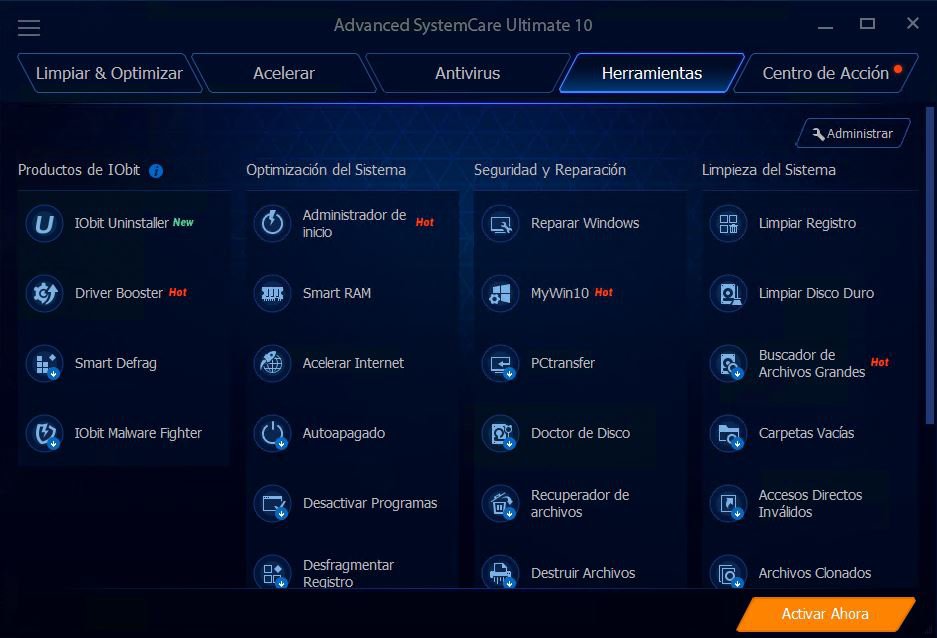 Advanced SystemCare Ultimate 10
Limpiar & Optimizar
Acelerar
Antivirus
Herramientas
Centro de Acción
Administrar
Productos de IObit
IObit Uninstaller New
Driver Booster Hot
Smart Defrag
IObit Malware Fighter
Optimización del Sistema
Administrador de Hot
inicio
Smart RAM
Acelerar Internet
Autoapagado
Desactivar Programas
Desfragmentar
Registro
Seguridad y Reparación
Reparar Windows
MyWin10 Hot
PCtransfer
Doctor de Disco
Recuperador de
archivos
Destruir Archivos
Limpieza del Sistema
Limpiar Registro
Limpiar Disco Duro
Buscador de
Archivos Grandes Hot
Carpetas Vacías
Accesos Directos
Inválidos
Archivos Clonados
Activar Ahora